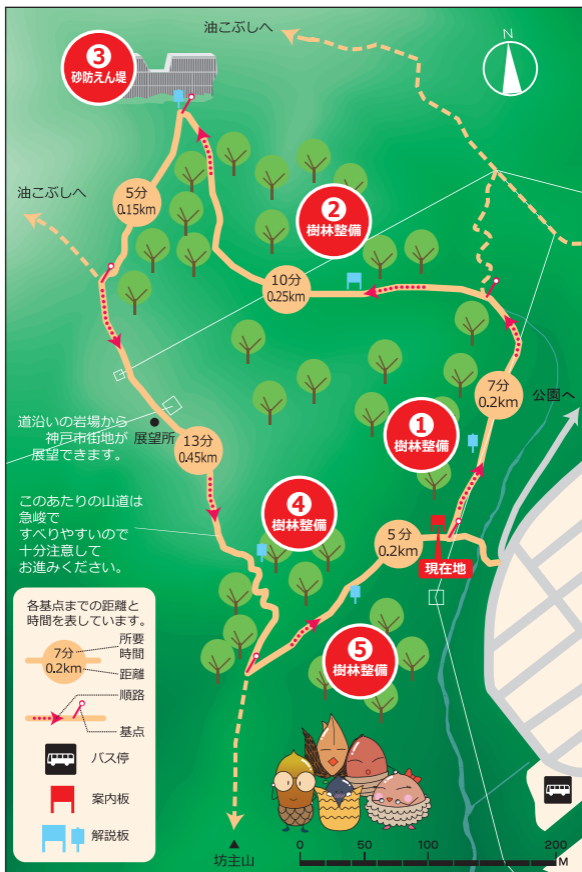 油こぶしへ
N
❸
砂防えん堤
5分
0.15km
油こぶしへ
❷
樹林整備
10分
0.25km
7分
0.2km
公園へ
❶
樹林整備
道沿いの岩場から
神戸市街地が
展望できます。
展望所
13分
0.45km
このあたりの山道は
急峻で
すべりやすいので
十分注意して
お進みください。
❹
樹林整備
5分
0.2km
現在地
❺
樹林整備
各基点までの距離と
時間を表しています。
7分
0.2km
所要
時間
距離
順路
基点
バス停
案内板
解説板
坊主山
0 100 200
M